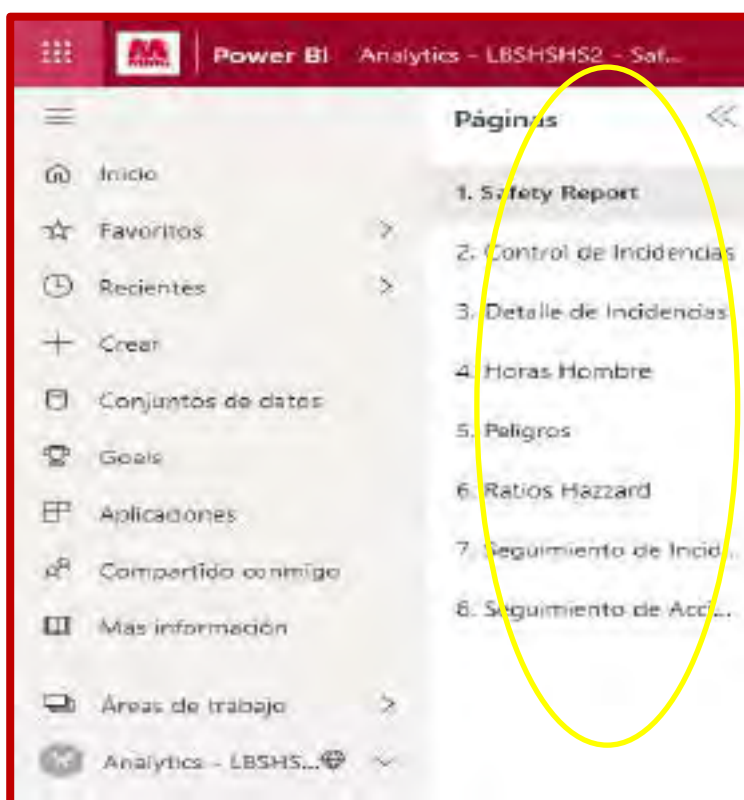 MMG Power BI Analytics - LBSHSHS2 - Saf...
Inicio
Favoritos
Recientes
Crear
Conjuntos de datos
Goals
Aplicaciones
Compartido conmigo
Mas información
Áreas de trabajo
Analytics - LBSHS...
Páginas
1. Safety Report
2. Control de Incidencias
3. Detalle de Incidencias
4. Horas Hombre
5. Peligros
6. Ratios Hazzard
7. Seguimiento de Incid...
8. Seguimiento de Acci...